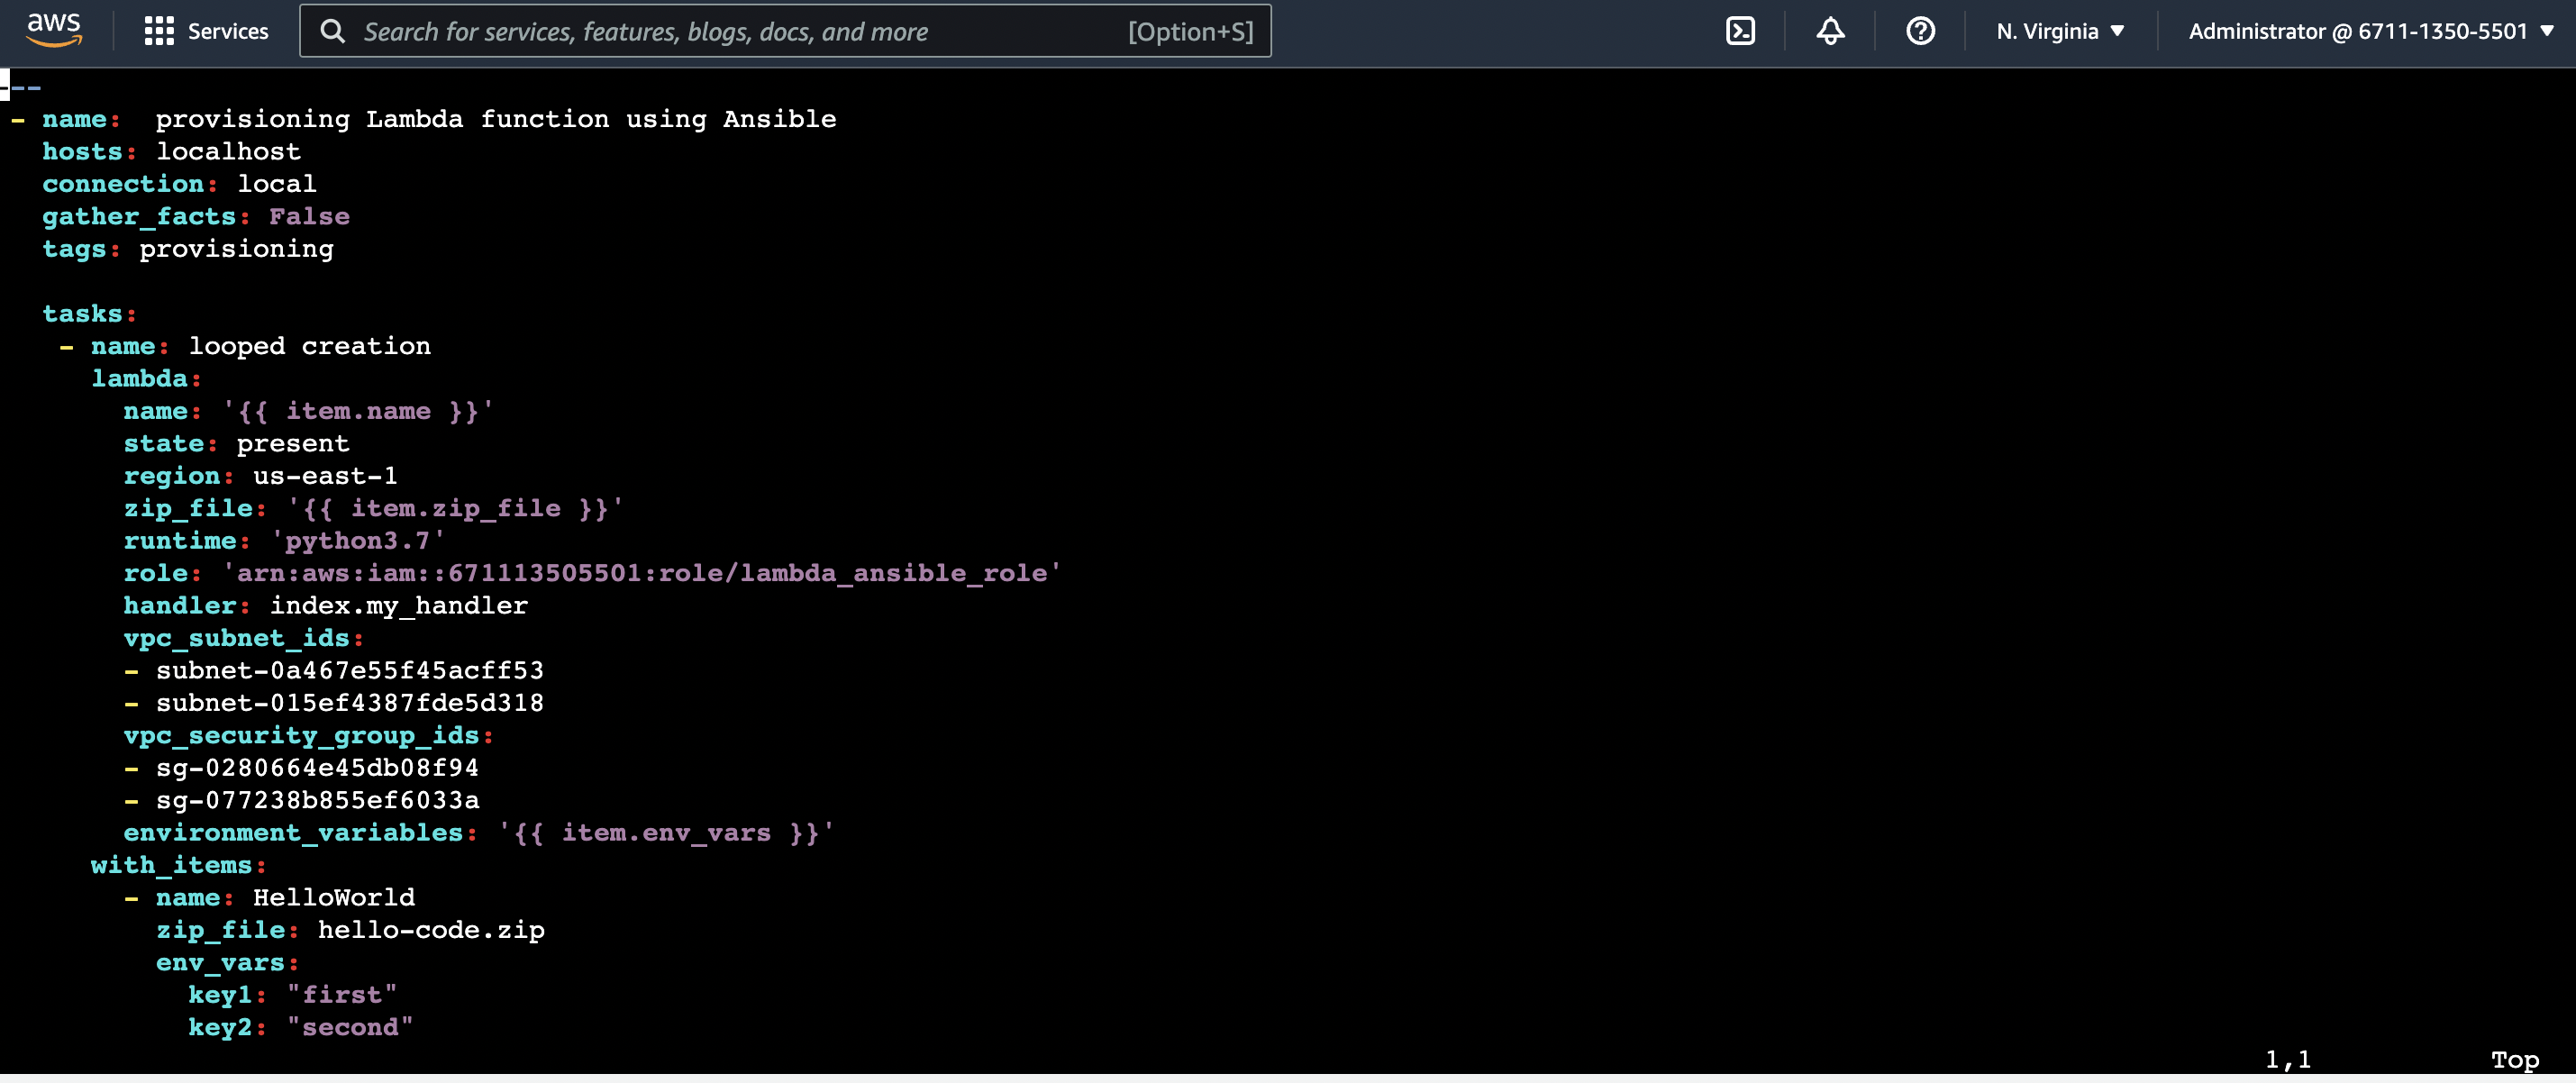 aws Services Search for services, features, blogs, docs, and more [Option+S] N. Virginia Administrator @ 6711-1350-5501
---
- name:  provisioning Lambda function using Ansible
  hosts: localhost
  connection: local
  gather_facts: False
  tags: provisioning

  tasks:
   - name: looped creation
     lambda:
       name: '{{ item.name }}'
       state: present
       region: us-east-1
       zip_file: '{{ item.zip_file }}'
       runtime: 'python3.7'
       role: 'arn:aws:iam::671113505501:role/lambda_ansible_role'
       handler: index.my_handler
       vpc_subnet_ids:
       - subnet-0a467e55f45acff53
       - subnet-015ef4387fde5d318
       vpc_security_group_ids:
       - sg-0280664e45db08f94
       - sg-077238b855ef6033a
       environment_variables: '{{ item.env_vars }}'
     with_items:
       - name: HelloWorld
         zip_file: hello-code.zip
         env_vars:
           key1: "first"
           key2: "second"
1,1 Top